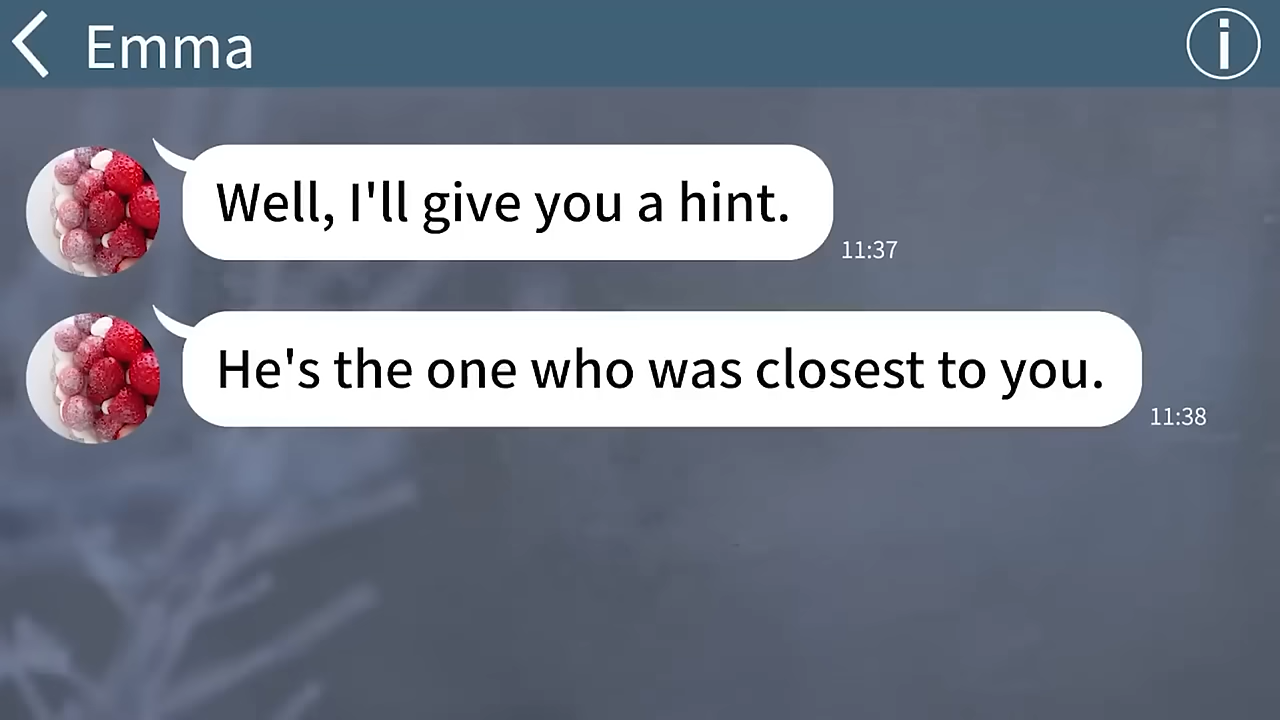 Emma
Well, I'll give you a hint.
11:37
He's the one who was closest to you.
11:38